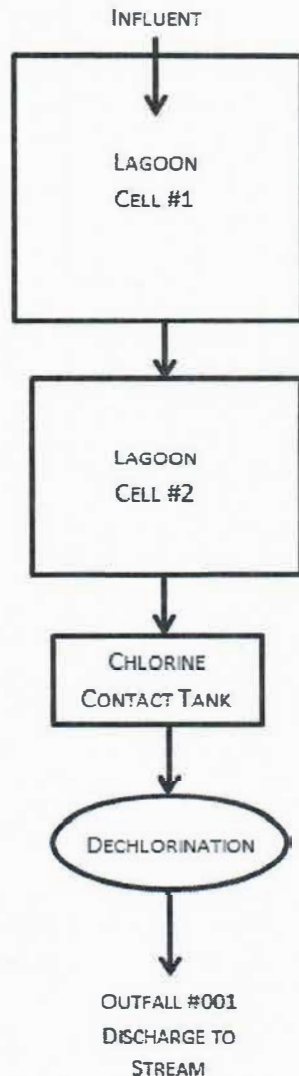 INFLUENT
LAGOON
CELL #1
LAGOON
CELL #2
CHLORINE
CONTACT TANK
DECHLORINATION
OUTFALL #001
DISCHARGE TO
STREAM